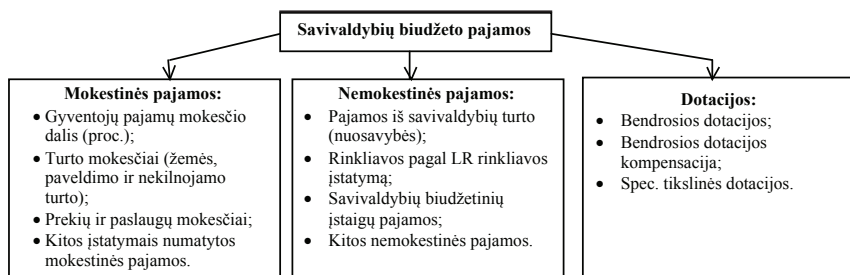 Savivaldybių biudžeto pajamos
Mokestinės pajamos:
• Gyventojų pajamų mokesčio
dalis (proc.);
• Turto mokesčiai (žemės,
paveldimo ir nekilnojamo
turto);
• Prekių ir paslaugų mokesčiai;
• Kitos įstatymais numatytos
mokestinės pajamos.
Nemokestinės pajamos:
• Pajamos iš savivaldybių turto
(nuosavybės);
• Rinkliavos pagal LR rinkliavos
įstatymą;
• Savivaldybių biudžetinių
įstaigų pajamos;
• Kitos nemokestinės pajamos.
Dotacijos:
• Bendrosios dotacijos;
• Bendrosios dotacijos
kompensacija;
• Spec. tikslinės dotacijos.